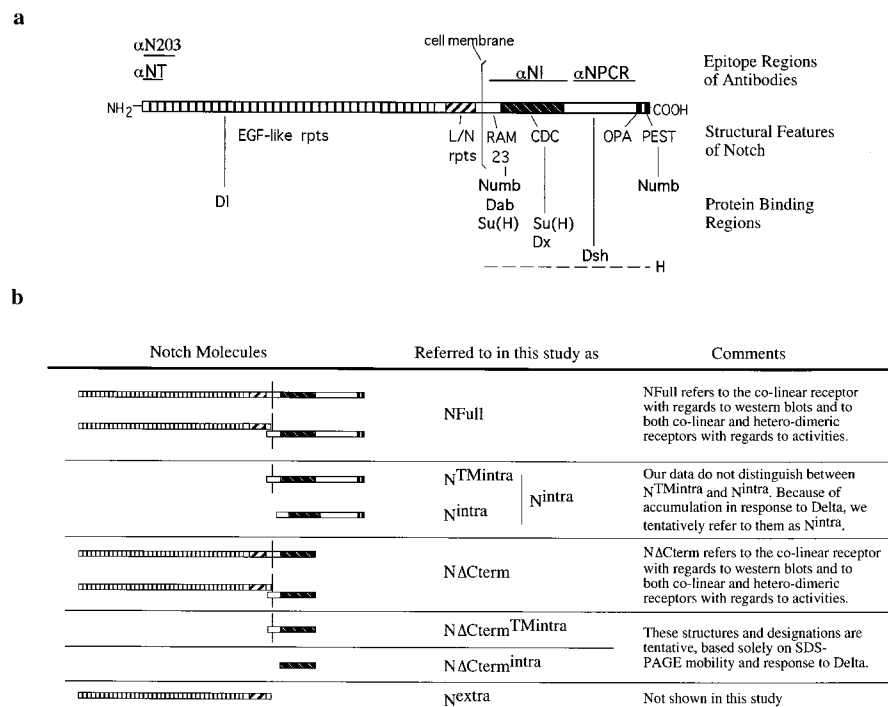 a
αN203
αNT
cell membrane
αNI
αNPCR
Epitope Regions
of Antibodies
NH2
COOH
EGF-like rpts
L/N
rpts
RAM
23
CDC
OPA
PEST
Structural Features
of Notch
Dl
Numb
Dab
Su(H)
Su(H)
Dx
Dsh
Numb
Protein Binding
Regions
H
b
Notch Molecules
Referred to in this study as
Comments
NFull
NFull refers to the co-linear receptor
with regards to western blots and to
both co-linear and hetero-dimeric
receptors with regards to activities.
NTMintra
Nintra
Nintra
Our data do not distinguish between
NTMintra and Nintra. Because of
accumulation in response to Delta, we
tentatively refer to them as Nintra.
NΔCterm
NΔCterm refers to the co-linear receptor
with regards to western blots and to
both co-linear and hetero-dimeric
receptors with regards to activities.
NΔCtermTMintra
NΔCtermintra
These structures and designations are
tentative, based solely on SDS-
PAGE mobility and response to Delta.
Nextra
Not shown in this study